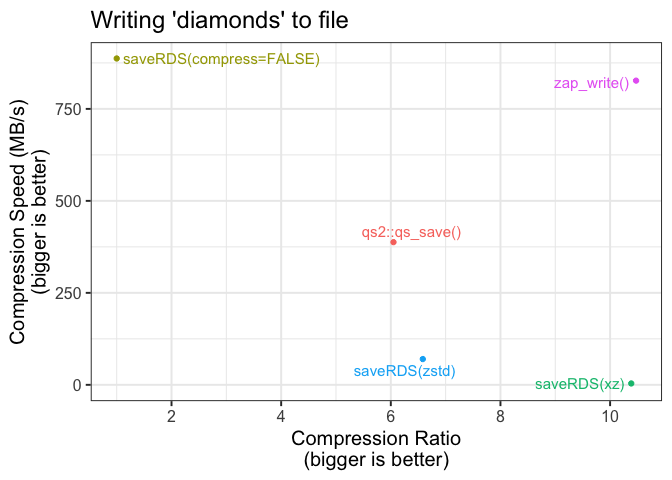 Writing 'diamonds' to file
saveRDS(compress=FALSE)
zap_write()
qs2::qs_save()
saveRDS(zstd)
saveRDS(xz)
Compression Speed (MB/s)
(bigger is better)
750
500
250
0
2 4 6 8 10
Compression Ratio
(bigger is better)